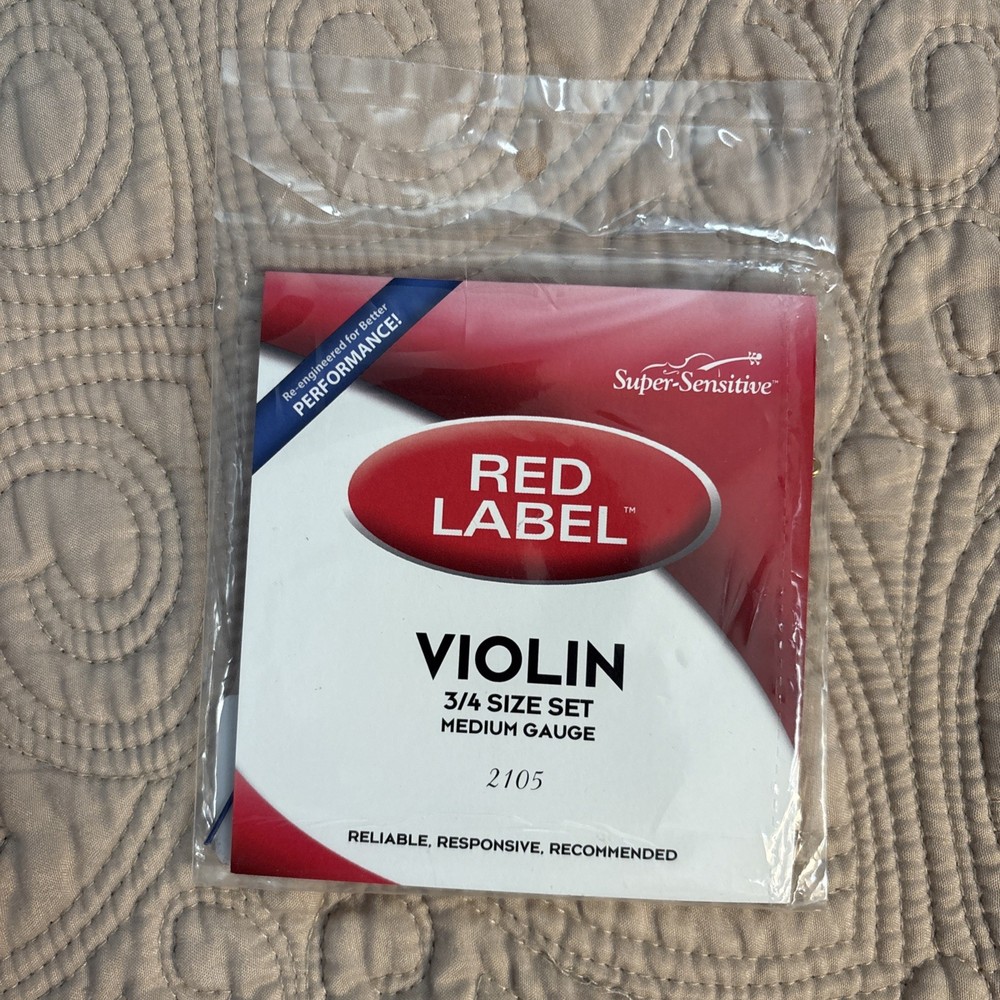 Re-engineered for Better
PERFORMANCE!
Super-Sensitive™
RED
LABEL™
VIOLIN
3/4 SIZE SET
MEDIUM GAUGE
2105
RELIABLE, RESPONSIVE, RECOMMENDED